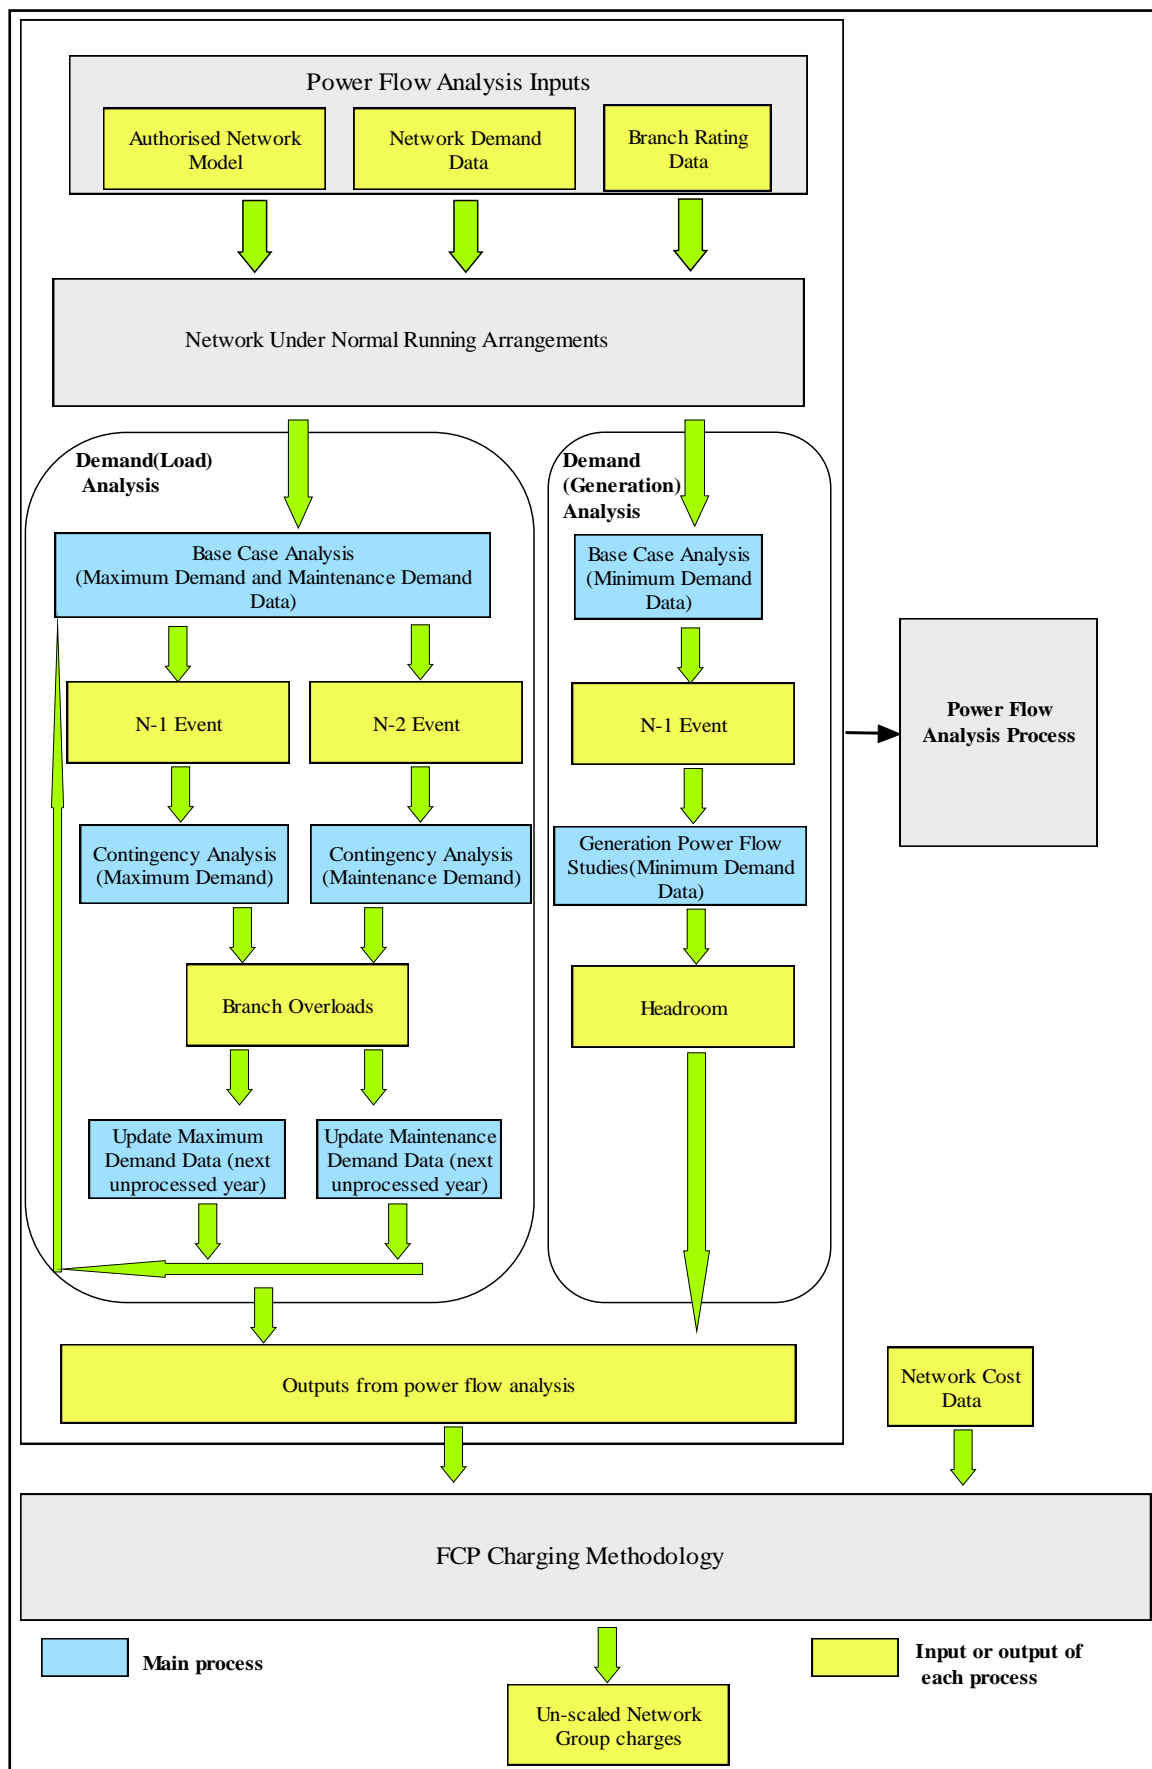 Power Flow Analysis Inputs
Authorised Network
Model
Network Demand
Data
Branch Rating
Data
Network Under Normal Running Arrangements
Demand(Load)
Analysis
Demand
(Generation)
Analysis
Base Case Analysis
(Maximum Demand and Maintenance Demand
Data)
Base Case Analysis
(Minimum Demand
Data)
N-1 Event
N-2 Event
N-1 Event
Power Flow
Analysis Process
Contingency Analysis
(Maximum Demand)
Contingency Analysis
(Maintenance Demand)
Generation Power Flow
Studies(Minimum Demand
Data)
Branch Overloads
Headroom
Update Maximum
Demand Data (next
unprocessed year)
Update Maintenance
Demand Data (next
unprocessed year)
Outputs from power flow analysis
Network Cost
Data
FCP Charging Methodology
Main process
Input or output of
each process
Un-scaled Network
Group charges